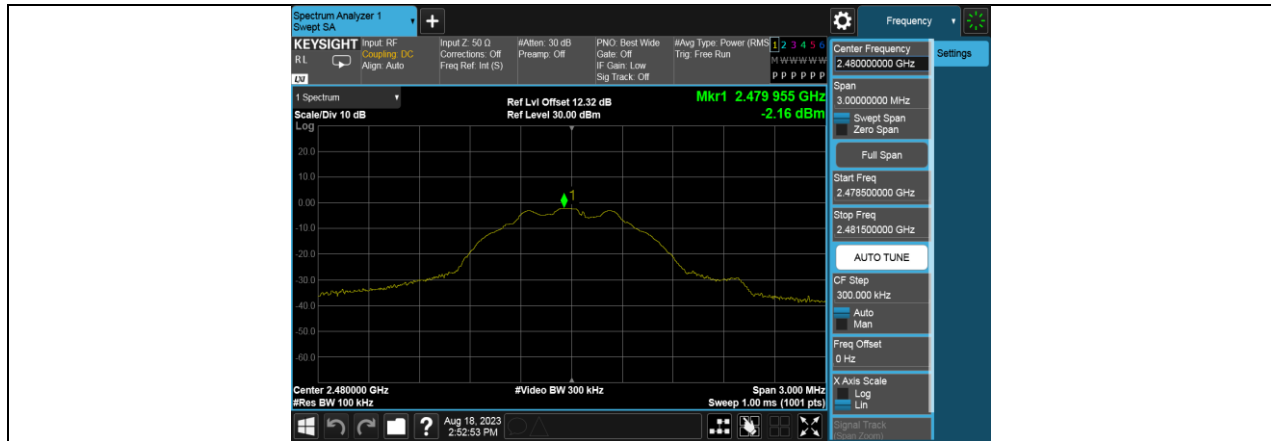 Spectrum Analyzer 1
Swept SA
Frequency
KEYSIGHT
RL
LXI
Input: RF
Coupling: DC
Align: Auto
Input Z: 50 Ω
Corrections: Off
Freq Ref: Int (S)
#Atten: 30 dB
Preamp: Off
PNO: Best Wide
Gate: Off
IF Gain: Low
Sig Track: Off
#Avg Type: Power (RMS
Trig: Free Run
1 2 3 4 5 6
M W W W W W
P P P P P P
1 Spectrum
Scale/Div 10 dB
Ref Lvl Offset 12.32 dB
Ref Level 30.00 dBm
Mkr1 2.479 955 GHz
-2.16 dBm
Log
20.0
10.0
0.00
-10.0
-20.0
-30.0
-40.0
-50.0
-60.0
1
Center 2.480000 GHz
#Res BW 100 kHz
#Video BW 300 kHz
Span 3.000 MHz
Sweep 1.00 ms (1001 pts)
Aug 18, 2023
2:52:53 PM
Center Frequency
2.480000000 GHz
Settings
Span
3.00000000 MHz
Swept Span
Zero Span
Full Span
Start Freq
2.478500000 GHz
Stop Freq
2.481500000 GHz
AUTO TUNE
CF Step
300.000 kHz
Auto
Man
Freq Offset
0 Hz
X Axis Scale
Log
Lin
Signal Track
(Span Zoom)